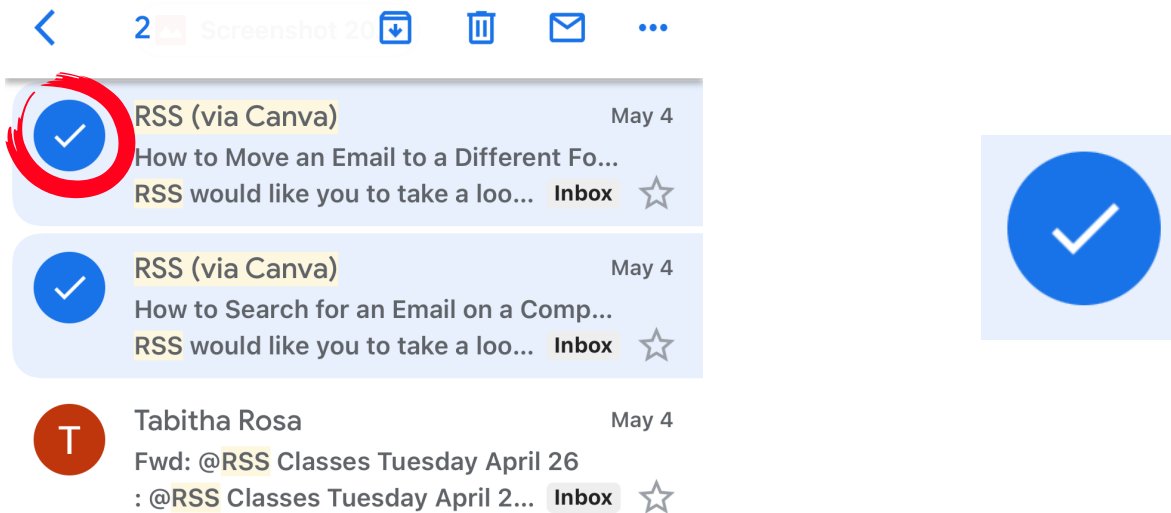 2 Screenshot 20
RSS (via Canva) May 4
How to Move an Email to a Different Fo...
RSS would like you to take a loo... Inbox
RSS (via Canva) May 4
How to Search for an Email on a Comp...
RSS would like you to take a loo... Inbox
T
Tabitha Rosa May 4
Fwd: @RSS Classes Tuesday April 26
: @RSS Classes Tuesday April 2... Inbox